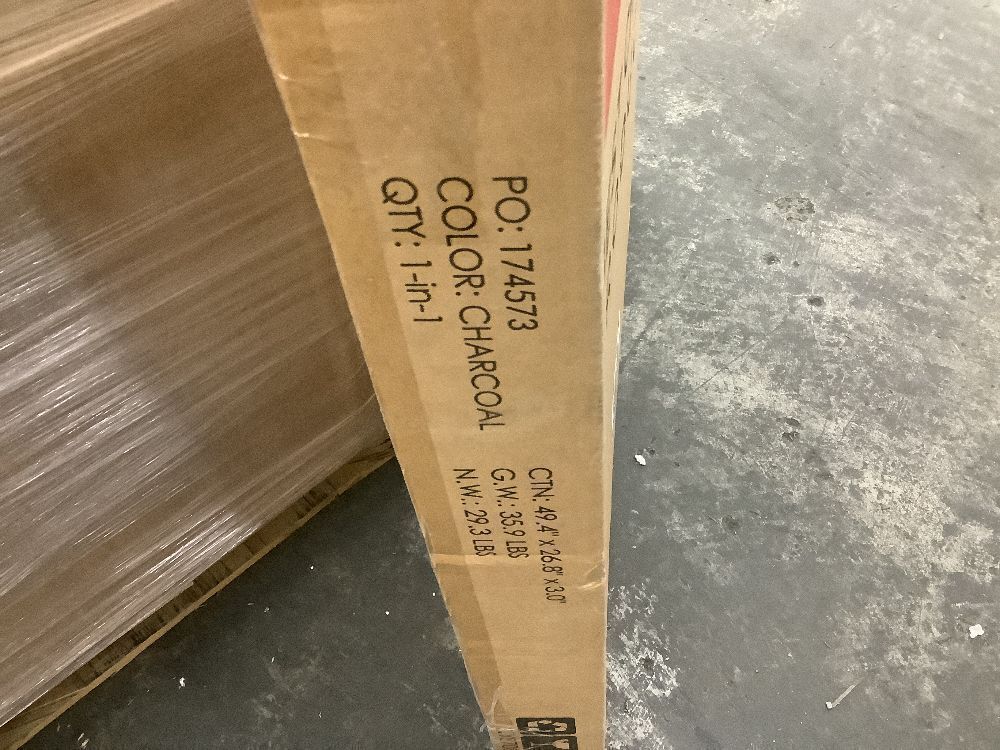 PO: 174573
COLOR: CHARCOAL
QTY: 1-in-1
CTN: 49.4" x 26.8" x 3.0"
G.W.: 35.9 LBS
N.W.: 29.3 LBS